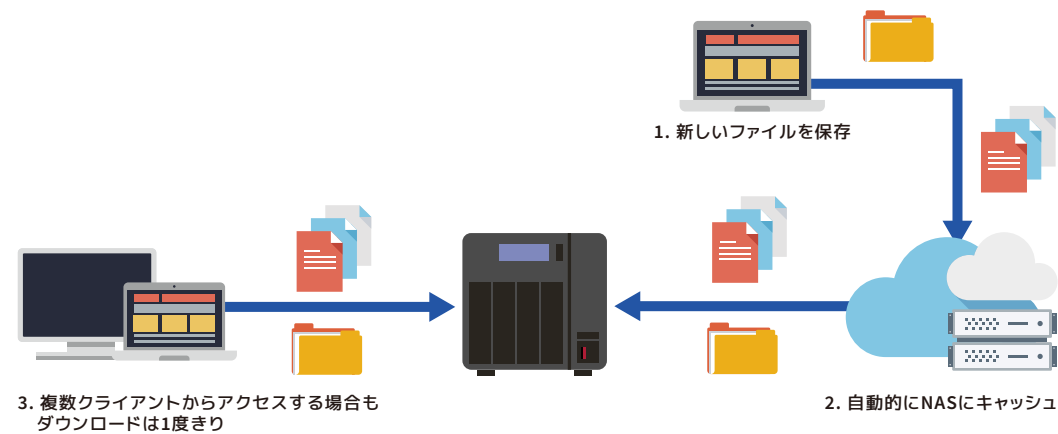 1. 新しいファイルを保存
2. 自動的にNASにキャッシュ
3. 複数クライアントからアクセスする場合も
ダウンロードは1度きり